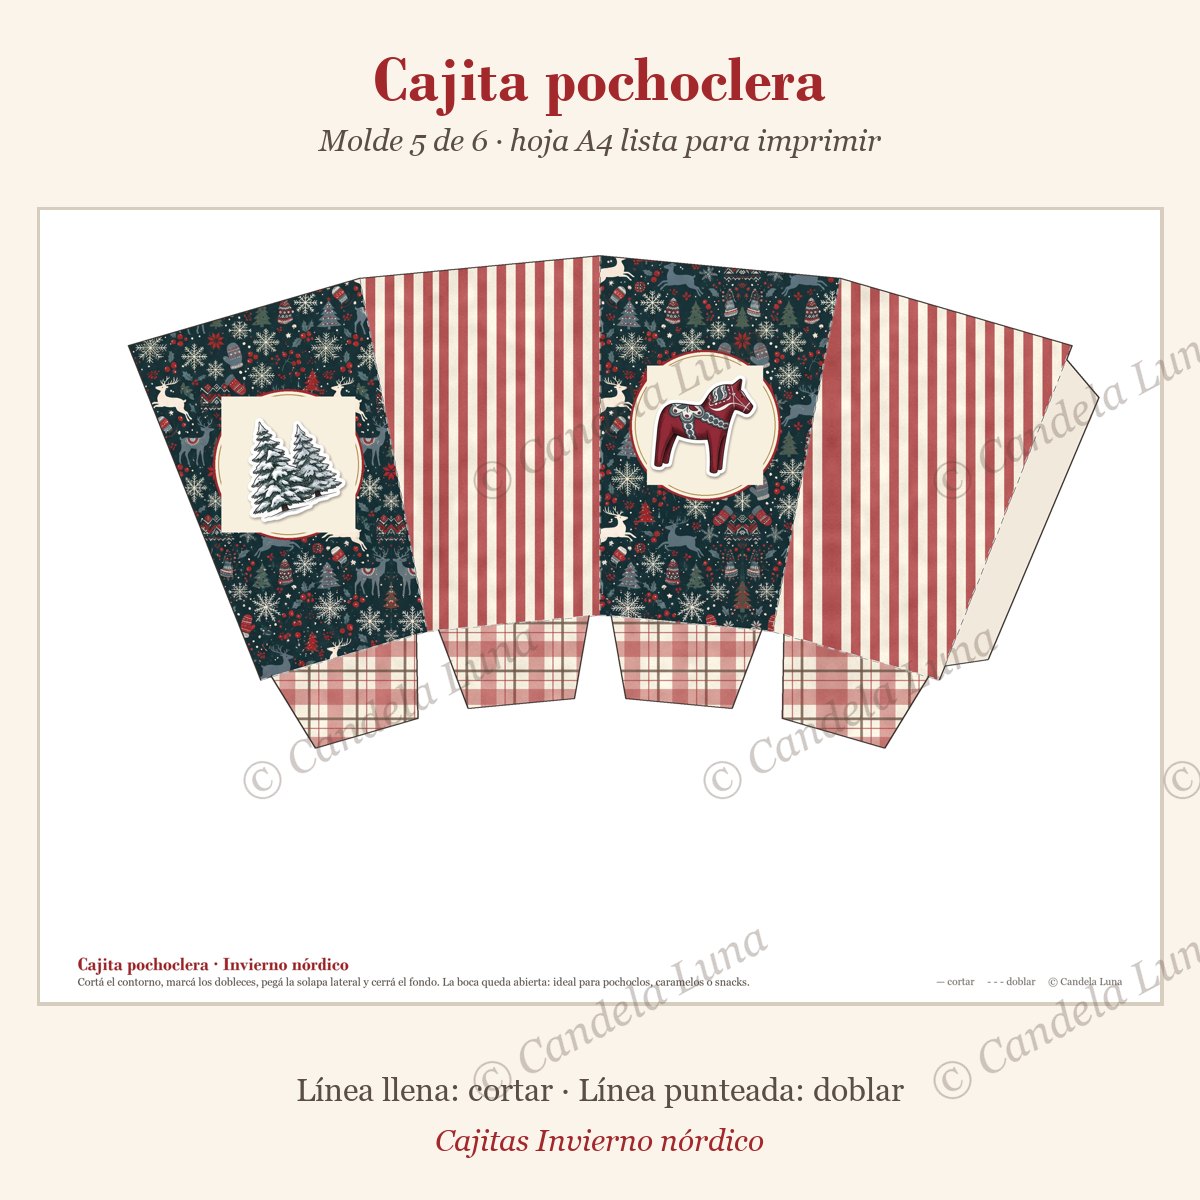 Cajita pochoclera
Molde 5 de 6 · hoja A4 lista para imprimir
© Candela Luna
© Candela Luna
© Candela Luna
© Candela Luna
©
Cajita pochoclera · Invierno nórdico
Cortá el contorno, marcá los dobleces, pegá la solapa lateral y cerrá el fondo. La boca queda abierta: ideal para pochoclos, caramelos o snacks.
— cortar - - - doblar © Candela Luna
© Candela Luna
© Candela Luna
Línea llena: cortar · Línea punteada: doblar
Cajitas Invierno nórdico